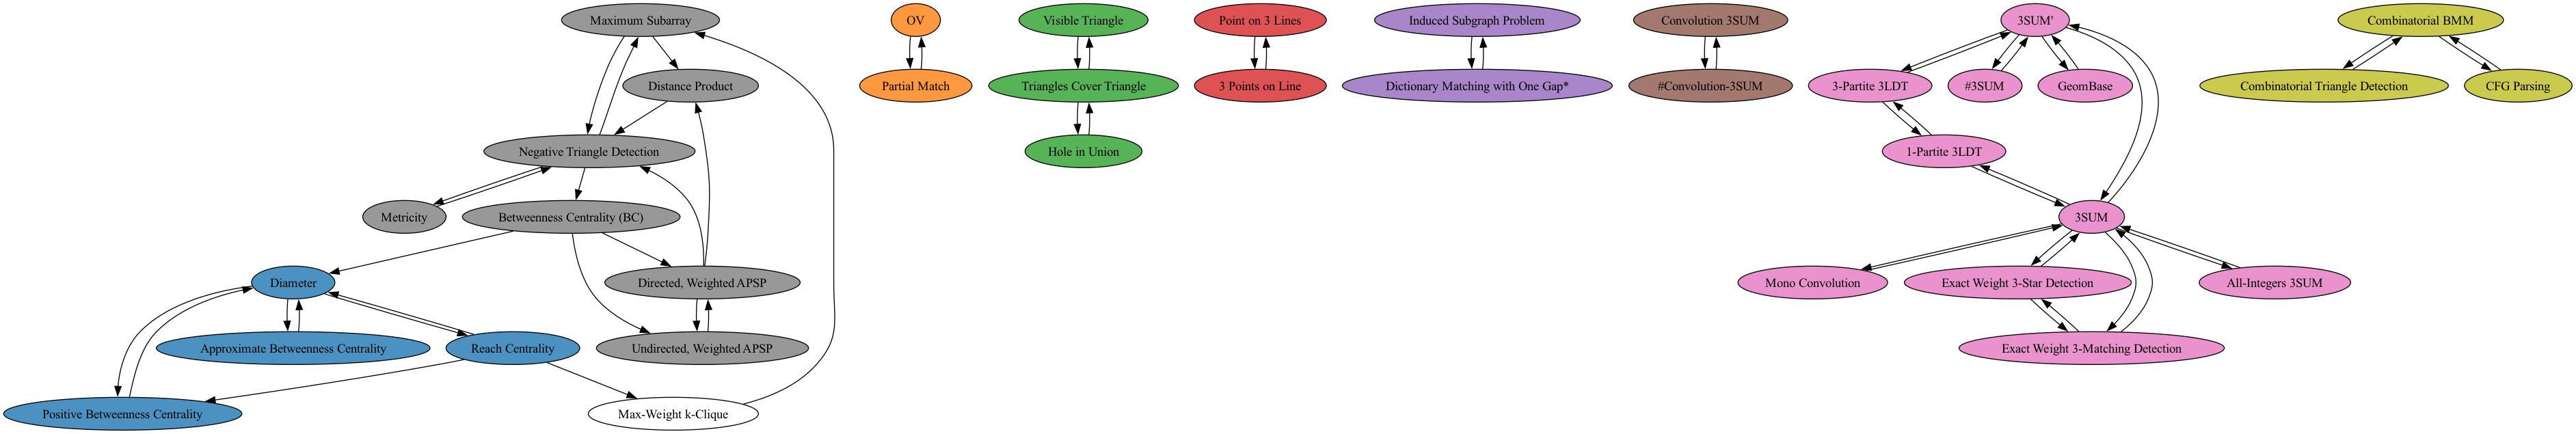 Maximum Subarray
OV
Visible Triangle
Point on 3 Lines
Induced Subgraph Problem
Convolution 3SUM
3SUM'
Combinatorial BMM
Distance Product
Partial Match
Triangles Cover Triangle
3 Points on Line
Dictionary Matching with One Gap*
#Convolution-3SUM
3-Partite 3LDT
#3SUM
GeomBase
Combinatorial Triangle Detection
CFG Parsing
Negative Triangle Detection
Hole in Union
1-Partite 3LDT
Metricity
Betweenness Centrality (BC)
3SUM
Diameter
Directed, Weighted APSP
Mono Convolution
Exact Weight 3-Star Detection
All-Integers 3SUM
Approximate Betweenness Centrality
Reach Centrality
Undirected, Weighted APSP
Exact Weight 3-Matching Detection
Positive Betweenness Centrality
Max-Weight k-Clique